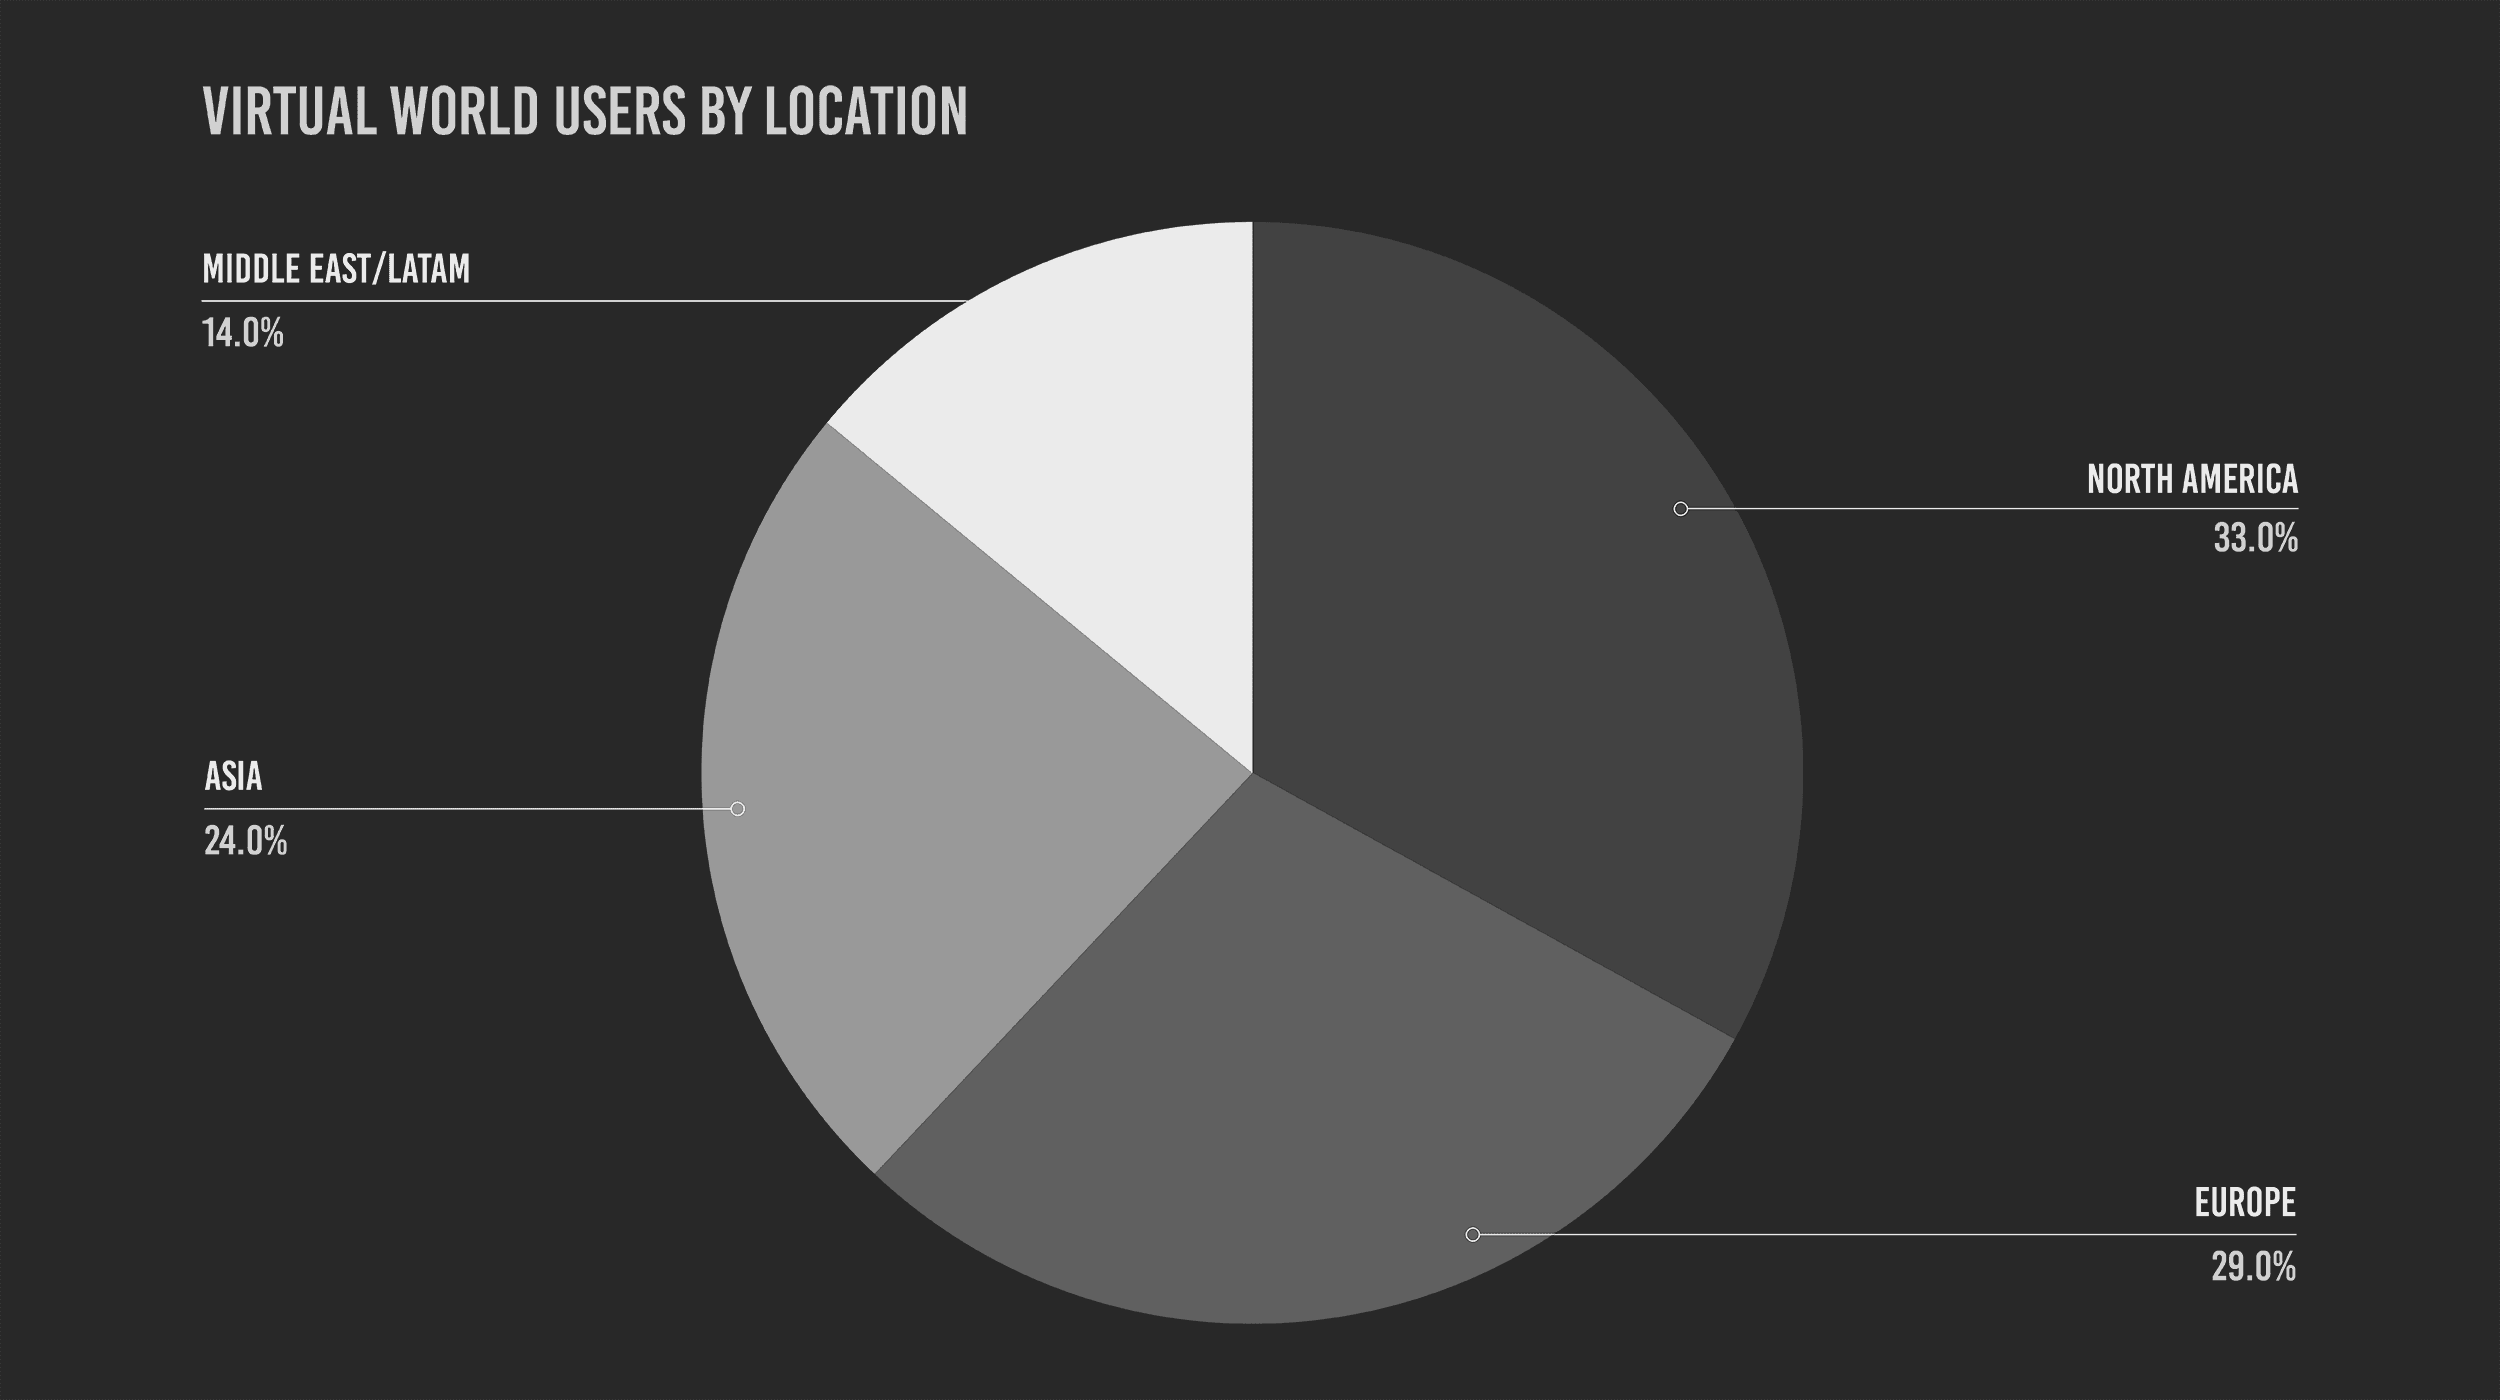 VIRTUAL WORLD USERS BY LOCATION
MIDDLE EAST/LATAM
14.0%
NORTH AMERICA
33.0%
ASIA
24.0%
EUROPE
29.0%